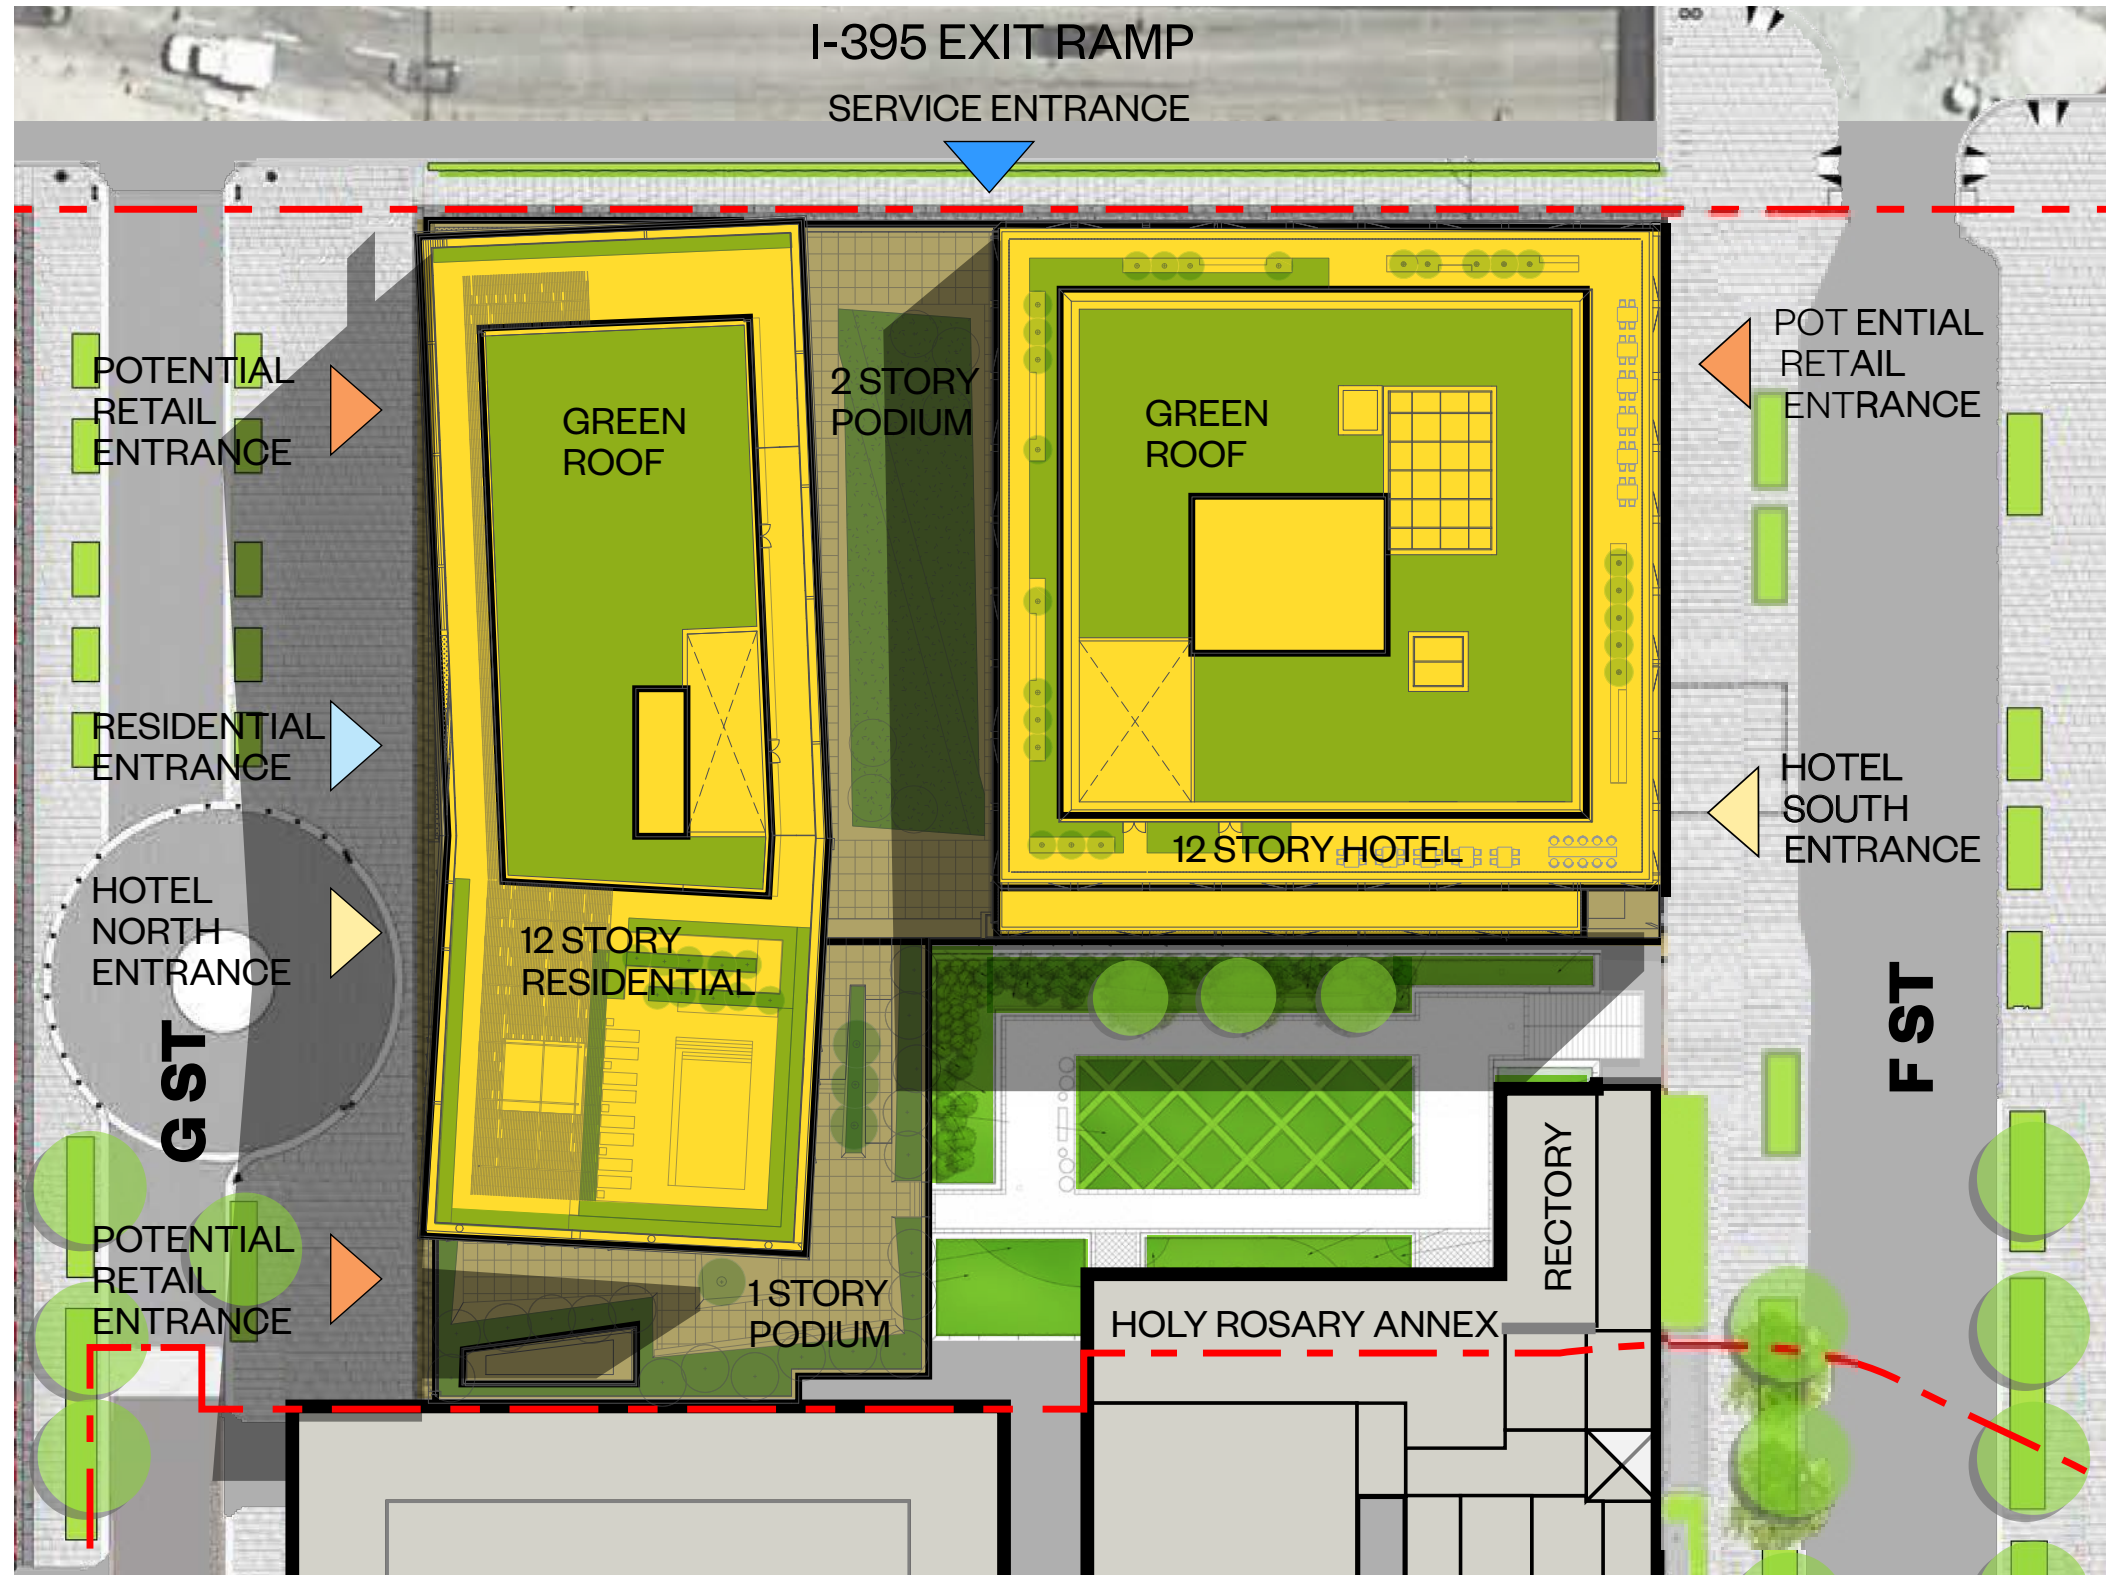 I-395 EXIT RAMP
SERVICE ENTRANCE
POTENTIAL
RETAIL
ENTRANCE
GREEN
ROOF
2 STORY
PODIUM
GREEN
ROOF
POT ENTIAL
RETAIL
ENTRANCE
RESIDENTIAL
ENTRANCE
HOTEL
SOUTH
ENTRANCE
12 STORY HOTEL
HOTEL
NORTH
ENTRANCE
12 STORY
RESIDENTIAL
G ST
F ST
POTENTIAL
RETAIL
ENTRANCE
1 STORY
PODIUM
RECTORY
HOLY ROSARY ANNEX